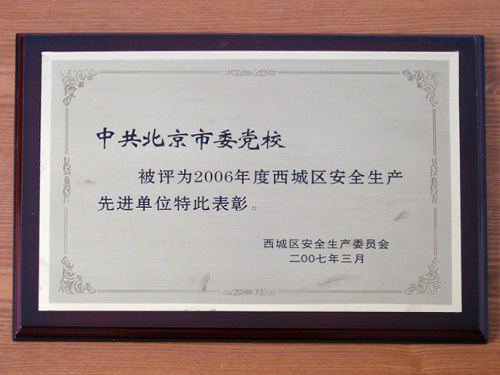 中共北京市委党校
被评为2006年度西城区安全生产
先进单位特此表彰。
西城区安全生产委员会
二00七年三月